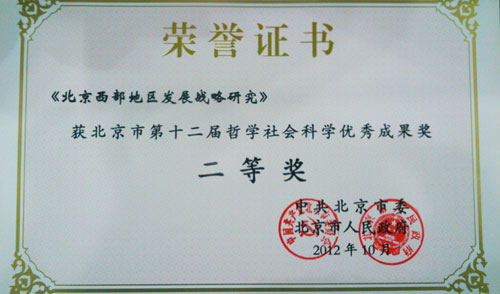 荣誉证书
《北京西部地区发展战略研究》
获北京市第十二届哲学社会科学优秀成果奖
二等奖
中共北京市委
北京市人民政府
2012年10月